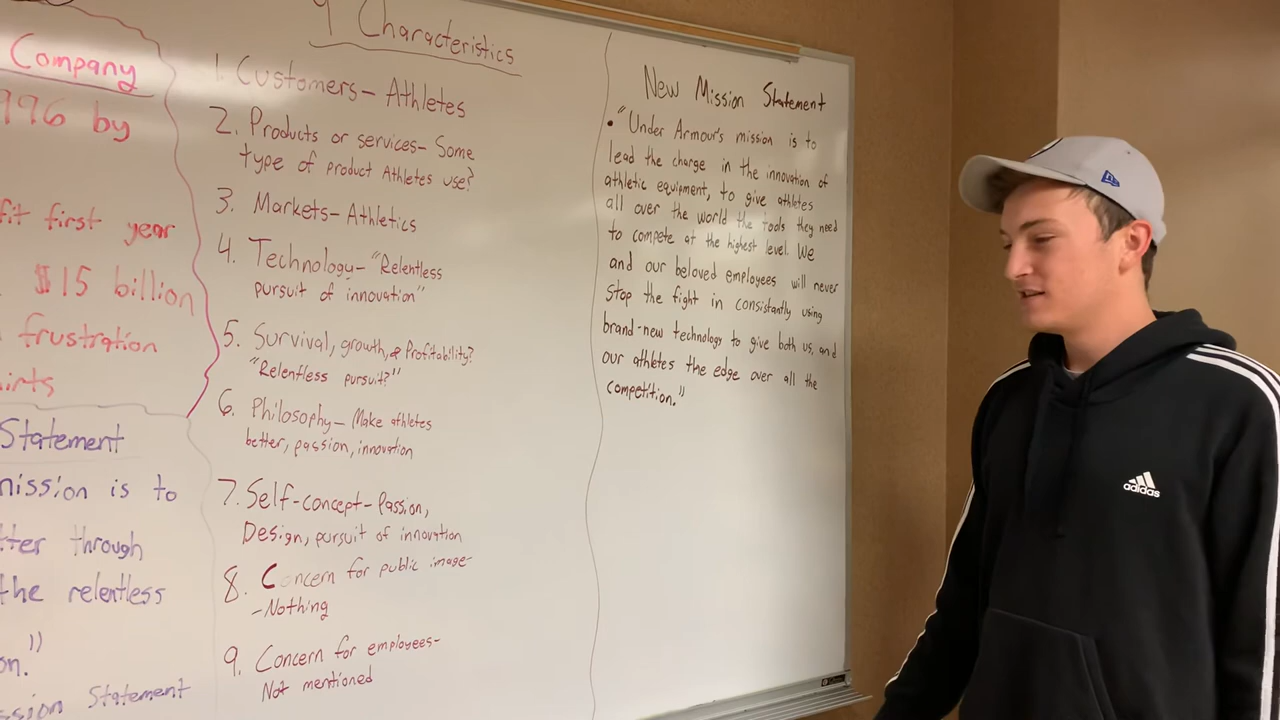 Company
1996 by
fit first year
$15 billion
frustration
Statement
mission is to
through
the relentless
"
Statement
9 Characteristics
1. Customers- Athletes
2. Products or services- Some
type of product Athletes use?
3. Markets- Athletics
4. Technology- "Relentless
pursuit of innovation"
5. Survival, growth, & Profitability?
"Relentless pursuit?"
6. Philosophy- Make athletes
better, passion, innovation
7. Self-concept- Passion,
Design, pursuit of innovation
8. Concern for public image-
-Nothing
9. Concern for employees-
Not mentioned
New Mission Statement
• "Under Armour's mission is to
lead the charge in the innovation of
athletic equipment, to give athletes
all over the world the tools they need
to compete at the highest level. We
and our beloved employees will never
stop the fight in consistently using
brand-new technology to give both us, and
our athletes the edge over all the
competition."
adidas